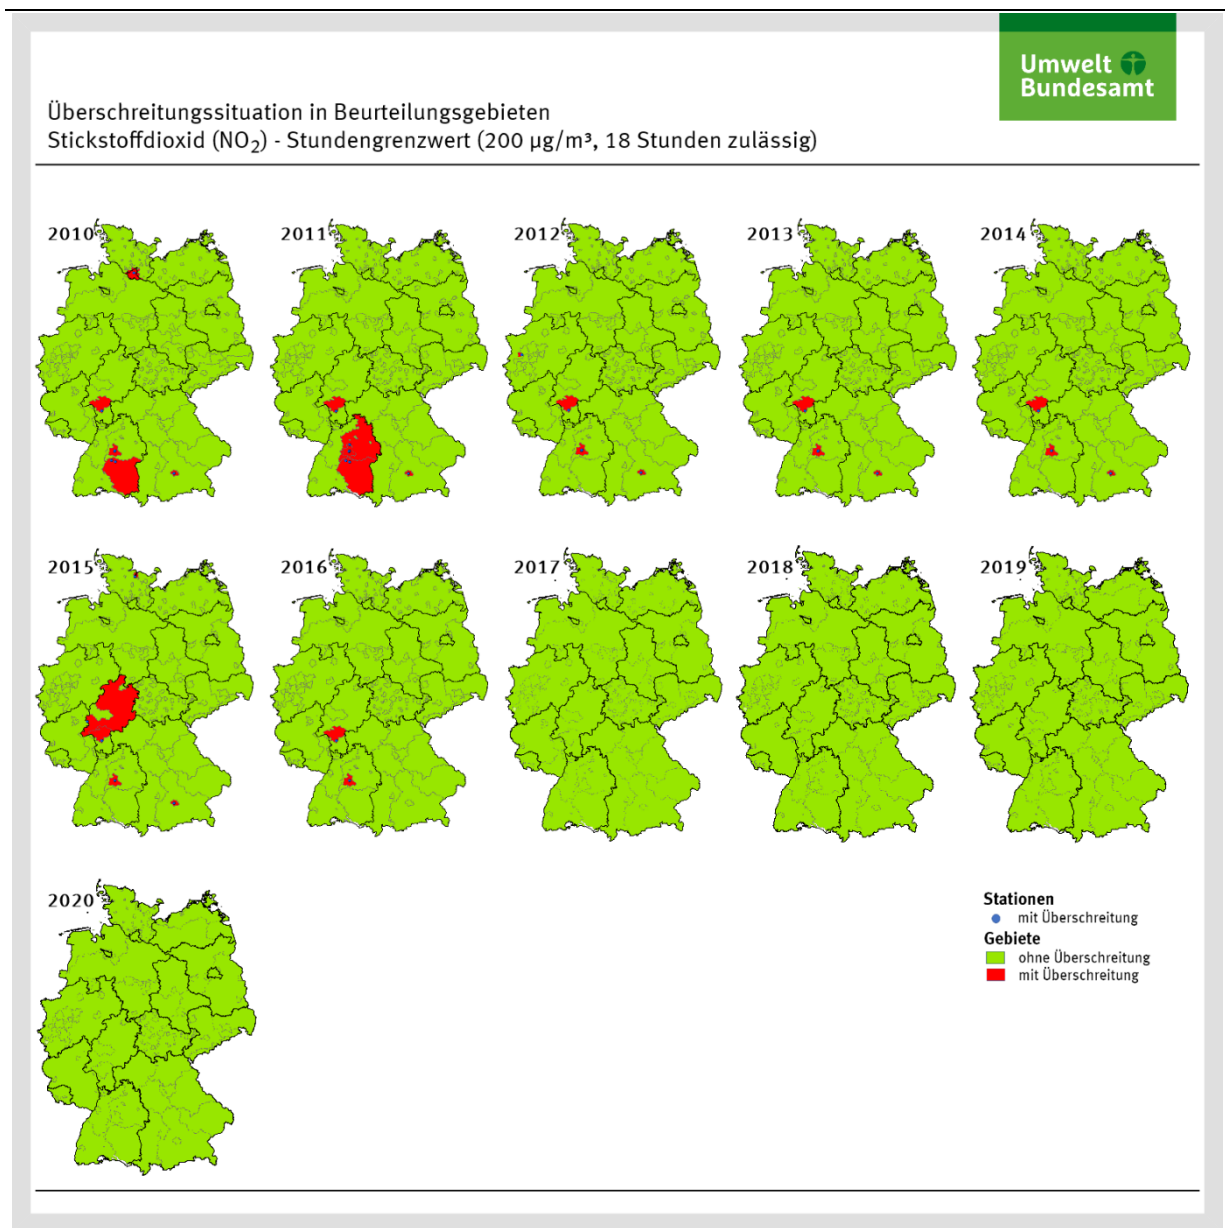 Umwelt
Bundesamt
Überschreitungssituation in Beurteilungsgebieten
Stickstoffdioxid (NO₂) - Stundengrenzwert (200 µg/m³, 18 Stunden zulässig)
2010
2011
2012
2013
2014
2015
2016
2017
2018
2019
2020
Stationen
mit Überschreitung
Gebiete
ohne Überschreitung
mit Überschreitung